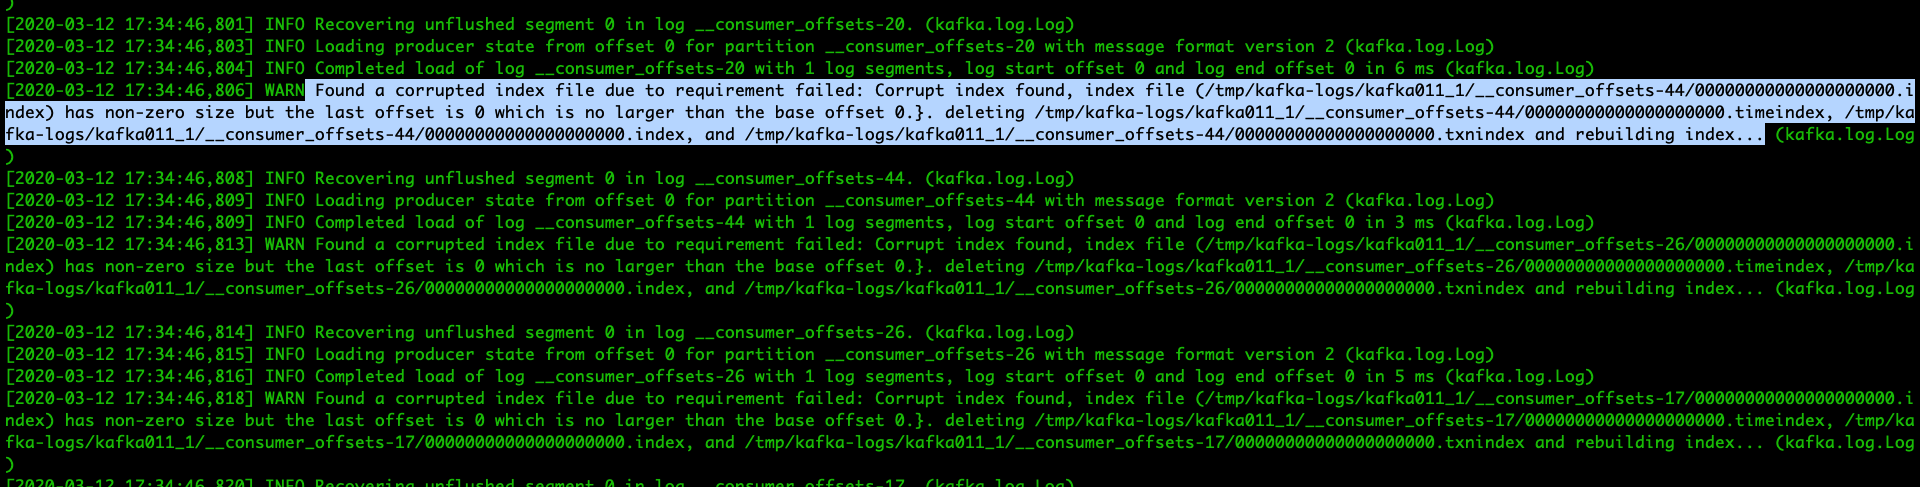 )
[2020-03-12 17:34:46,801] INFO Recovering unflushed segment 0 in log __consumer_offsets-20. (kafka.log.Log)
[2020-03-12 17:34:46,803] INFO Loading producer state from offset 0 for partition __consumer_offsets-20 with message format version 2 (kafka.log.Log)
[2020-03-12 17:34:46,804] INFO Completed load of log __consumer_offsets-20 with 1 log segments, log start offset 0 and log end offset 0 in 6 ms (kafka.log.Log)
[2020-03-12 17:34:46,806] WARN Found a corrupted index file due to requirement failed: Corrupt index found, index file (/tmp/kafka-logs/kafka011_1/__consumer_offsets-44/00000000000000000000.i
ndex) has non-zero size but the last offset is 0 which is no larger than the base offset 0.}. deleting /tmp/kafka-logs/kafka011_1/__consumer_offsets-44/00000000000000000000.timeindex, /tmp/ka
fka-logs/kafka011_1/__consumer_offsets-44/00000000000000000000.index, and /tmp/kafka-logs/kafka011_1/__consumer_offsets-44/00000000000000000000.txnindex and rebuilding index... (kafka.log.Log
)
[2020-03-12 17:34:46,808] INFO Recovering unflushed segment 0 in log __consumer_offsets-44. (kafka.log.Log)
[2020-03-12 17:34:46,809] INFO Loading producer state from offset 0 for partition __consumer_offsets-44 with message format version 2 (kafka.log.Log)
[2020-03-12 17:34:46,809] INFO Completed load of log __consumer_offsets-44 with 1 log segments, log start offset 0 and log end offset 0 in 3 ms (kafka.log.Log)
[2020-03-12 17:34:46,813] WARN Found a corrupted index file due to requirement failed: Corrupt index found, index file (/tmp/kafka-logs/kafka011_1/__consumer_offsets-26/00000000000000000000.i
ndex) has non-zero size but the last offset is 0 which is no larger than the base offset 0.}. deleting /tmp/kafka-logs/kafka011_1/__consumer_offsets-26/00000000000000000000.timeindex, /tmp/ka
fka-logs/kafka011_1/__consumer_offsets-26/00000000000000000000.index, and /tmp/kafka-logs/kafka011_1/__consumer_offsets-26/00000000000000000000.txnindex and rebuilding index... (kafka.log.Log
)
[2020-03-12 17:34:46,814] INFO Recovering unflushed segment 0 in log __consumer_offsets-26. (kafka.log.Log)
[2020-03-12 17:34:46,815] INFO Loading producer state from offset 0 for partition __consumer_offsets-26 with message format version 2 (kafka.log.Log)
[2020-03-12 17:34:46,816] INFO Completed load of log __consumer_offsets-26 with 1 log segments, log start offset 0 and log end offset 0 in 5 ms (kafka.log.Log)
[2020-03-12 17:34:46,818] WARN Found a corrupted index file due to requirement failed: Corrupt index found, index file (/tmp/kafka-logs/kafka011_1/__consumer_offsets-17/00000000000000000000.i
ndex) has non-zero size but the last offset is 0 which is no larger than the base offset 0.}. deleting /tmp/kafka-logs/kafka011_1/__consumer_offsets-17/00000000000000000000.timeindex, /tmp/ka
fka-logs/kafka011_1/__consumer_offsets-17/00000000000000000000.index, and /tmp/kafka-logs/kafka011_1/__consumer_offsets-17/00000000000000000000.txnindex and rebuilding index... (kafka.log.Log
)
[2020-03-12 17:34:46,820] INFO Recovering unflushed segment 0 in log __consumer_offsets-17. (kafka.log.Log)